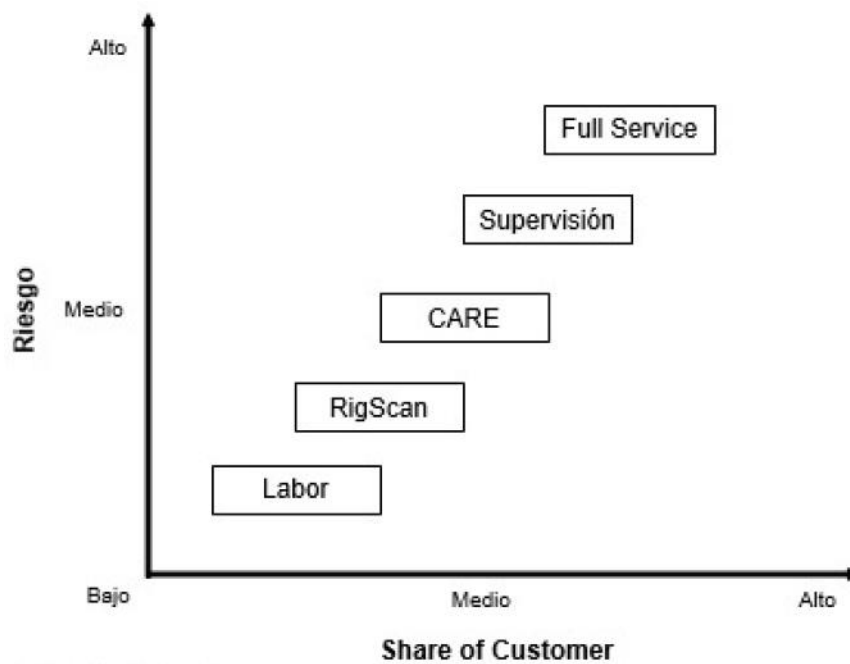 Alto
Full Service
Supervisión
Riesgo
Medio
CARE
RigScan
Labor
Bajo
Medio
Alto
Share of Customer